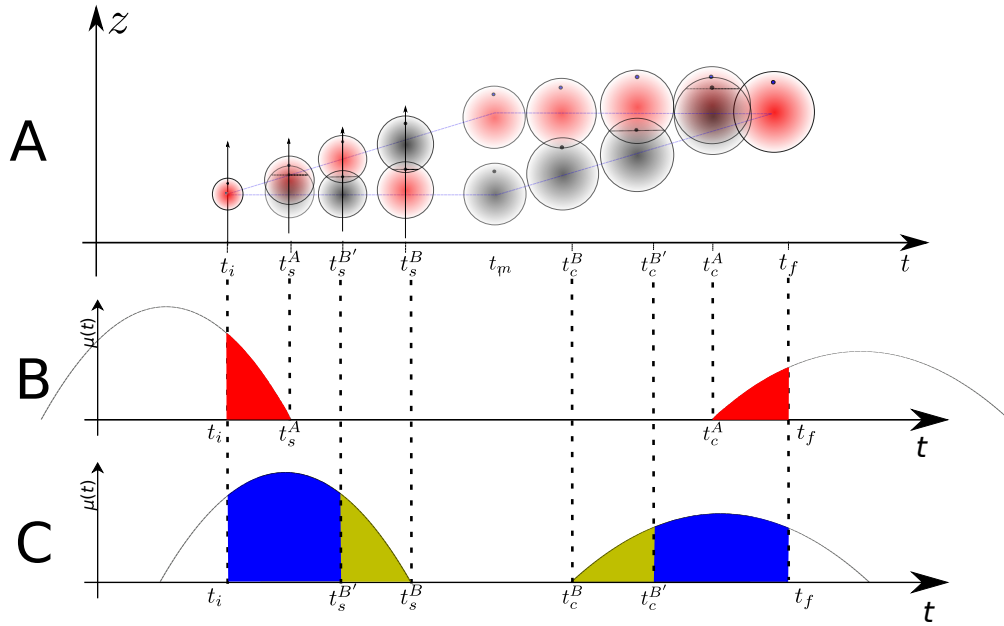 z
A
t_i t_s^A t_s^{B'} t_s^B t_m t_c^B t_c^{B'} t_c^A t_f t
μ(t)
B
t_i t_s^A t_c^A t_f t
μ(t)
C
t_i t_s^{B'} t_s^B t_c^B t_c^{B'} t_f t